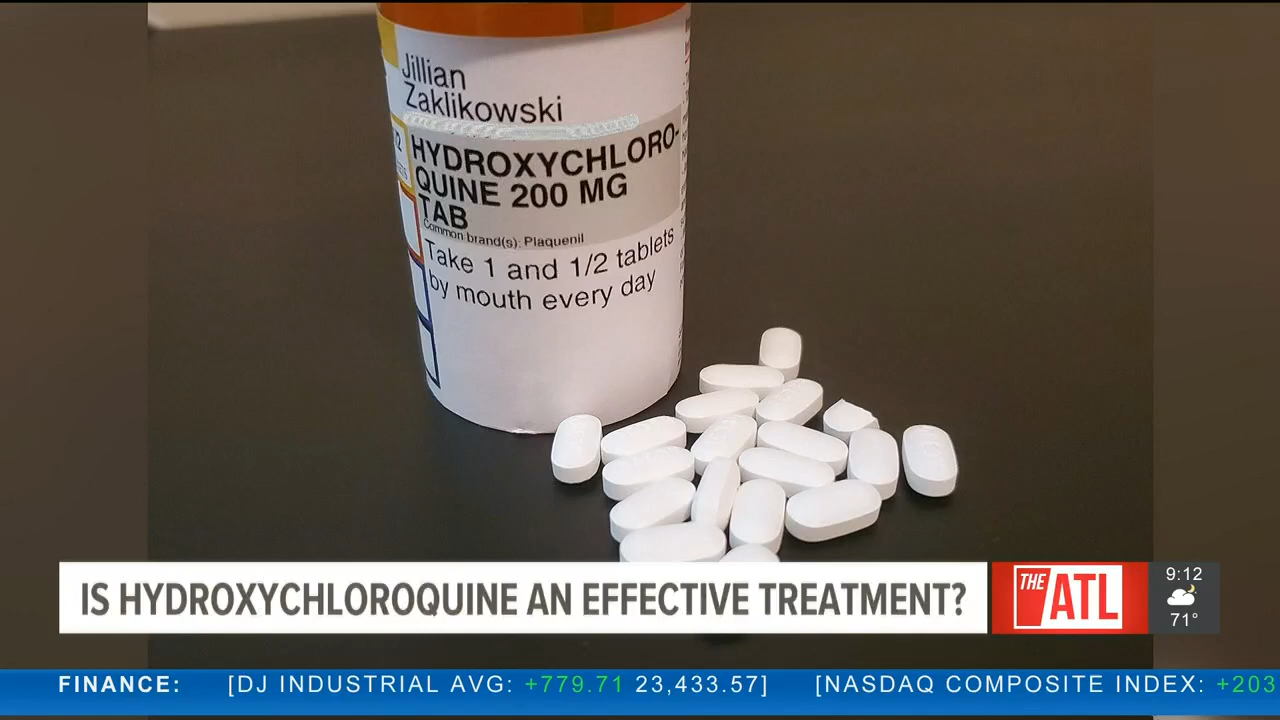 Jillian
Zaklikowski
HYDROXYCHLORO-
QUINE 200 MG
TAB
Common brand(s): Plaquenil
Take 1 and 1/2 tablets
by mouth every day
IS HYDROXYCHLOROQUINE AN EFFECTIVE TREATMENT?
THE ATL
9:12
71°
FINANCE: [DJ INDUSTRIAL AVG: +779.71 23,433.57] [NASDAQ COMPOSITE INDEX: +203